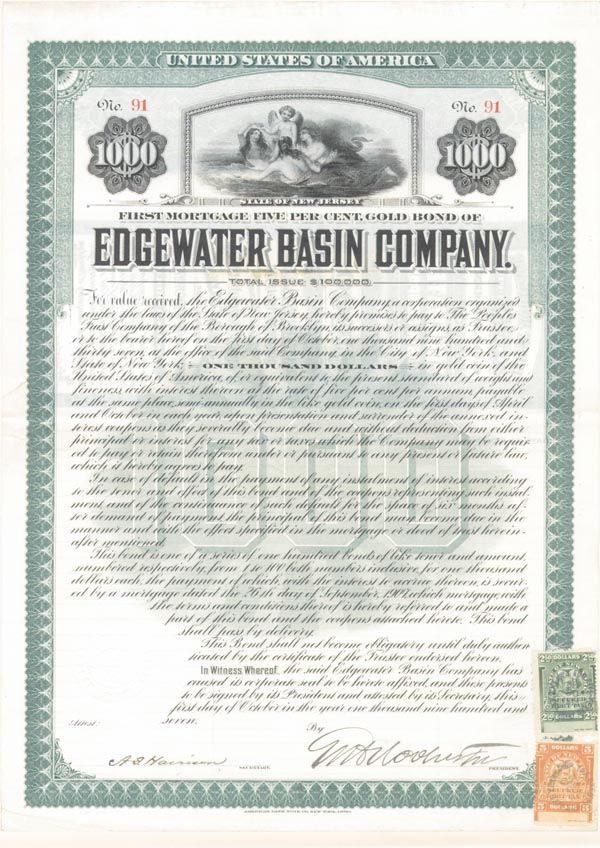 UNITED STATES OF AMERICA
No. 91
No. 91
1000
1000
STATE OF NEW JERSEY
FIRST MORTGAGE FIVE PER CENT, GOLD BOND OF
EDGEWATER BASIN COMPANY.
TOTAL ISSUE $100,000.
For value received, the Edgewater Basin Company, a corporation organized
under the laws of the State of New Jersey, hereby promises to pay to The Peoples
Trust Company of the Borough of Brooklyn, its successors or assigns, as Trustee,
or to the bearer hereof on the first day of October, one thousand nine hundred and
thirty seven, at the office of the said Company, in the City of New York, and
State of New York, ONE THOUSAND DOLLARS in gold coin of the
United States of America, of, or equivalent to the present standard of weight and
fineness, with interest thereon at the rate of five per cent per annum, payable
at the same place, semi-annually in the like gold coin, on the first days of April
and October in each year, upon presentation and surrender of the annexed in-
terest coupons as they severally become due and without deduction from either
principal or interest for any tax or taxes which the Company may be requir-
ed to pay or retain therefrom under or pursuant to any present or future law,
which it hereby agrees to pay.
In case of default in the payment of any instalment of interest according
to the tenor and effect of this bond and of the coupons representing such instal-
ment, and of the continuance of such default for the space of six months af-
ter demand of payment, the principal of this bond may become due in the
manner and with the effect specified in the mortgage or deed of trust herein-
after mentioned.
This bond is one of a series of one hundred bonds of like tenor and amount,
numbered respectively, from 1 to 100 both numbers inclusive, for one thousand
dollars each, the payment of which, with the interest to accrue thereon, is secur-
ed by a mortgage dated the 26th day of September, 1907, which mortgage, with
the terms and conditions thereof is hereby referred to and made a
part of this bond and the coupons attached hereto. This bond
shall pass by delivery.
This Bond shall not become obligatory until duly authen-
ticated by the certificate of the Trustee endorsed hereon.
In Witness Whereof, the said Edgewater Basin Company has
caused its corporate seal to be hereto affixed, and these presents
to be signed by its President and attested by its Secretary, this
first day of October in the year one thousand nine hundred and
seven.
Attest:
By
A B Harrison
SECRETARY.
PRESIDENT.
2.50 DOLLARS 2.50
2.50 DOLLARS 2.50
5 DOLLARS 5
5 DOLLARS 5